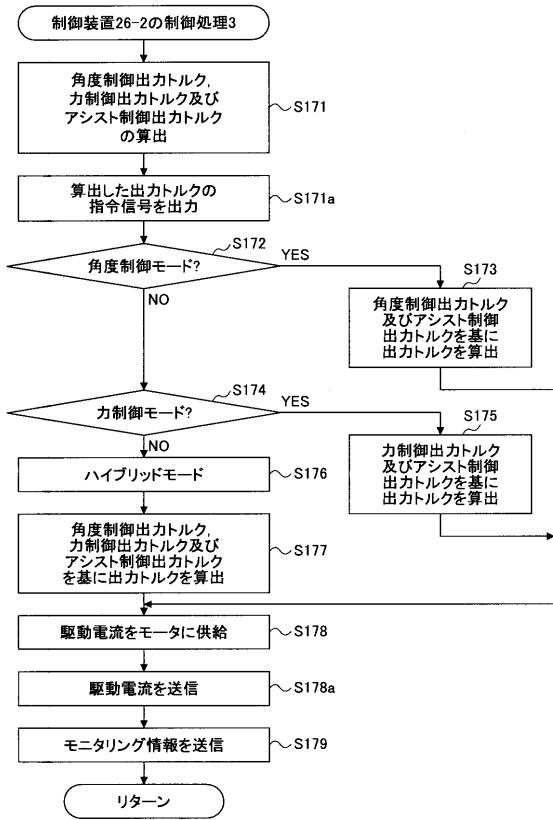 制御装置26-2の制御処理3
角度制御出力トルク,
力制御出力トルク及び
アシスト制御出力トルク
の算出
S171
算出した出力トルクの
指令信号を出力
S171a
S172
角度制御モード?
YES
NO
S173
角度制御出力トルク
及びアシスト制御
出力トルクを基に
出力トルクを算出
S174
力制御モード?
YES
NO
S175
力制御出力トルク
及びアシスト制御
出力トルクを基に
出力トルクを算出
ハイブリッドモード
S176
角度制御出力トルク,
力制御出力トルク及び
アシスト制御出力トルク
を基に出力トルクを算出
S177
駆動電流をモータに供給
S178
駆動電流を送信
S178a
モニタリング情報を送信
S179
リターン